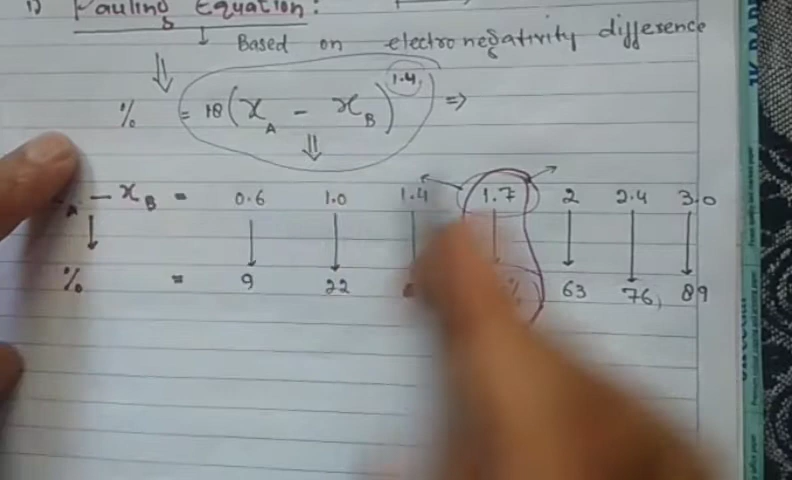 1) Pauling Equation:
↓ Based on electronegativity difference
⇓
% = 18(x_A - x_B)^1.4 ⇒
⇓
A - x_B = 0.6 1.0 1.4 1.7 2 2.4 3.0
% = 9 22 % 63 76, 89